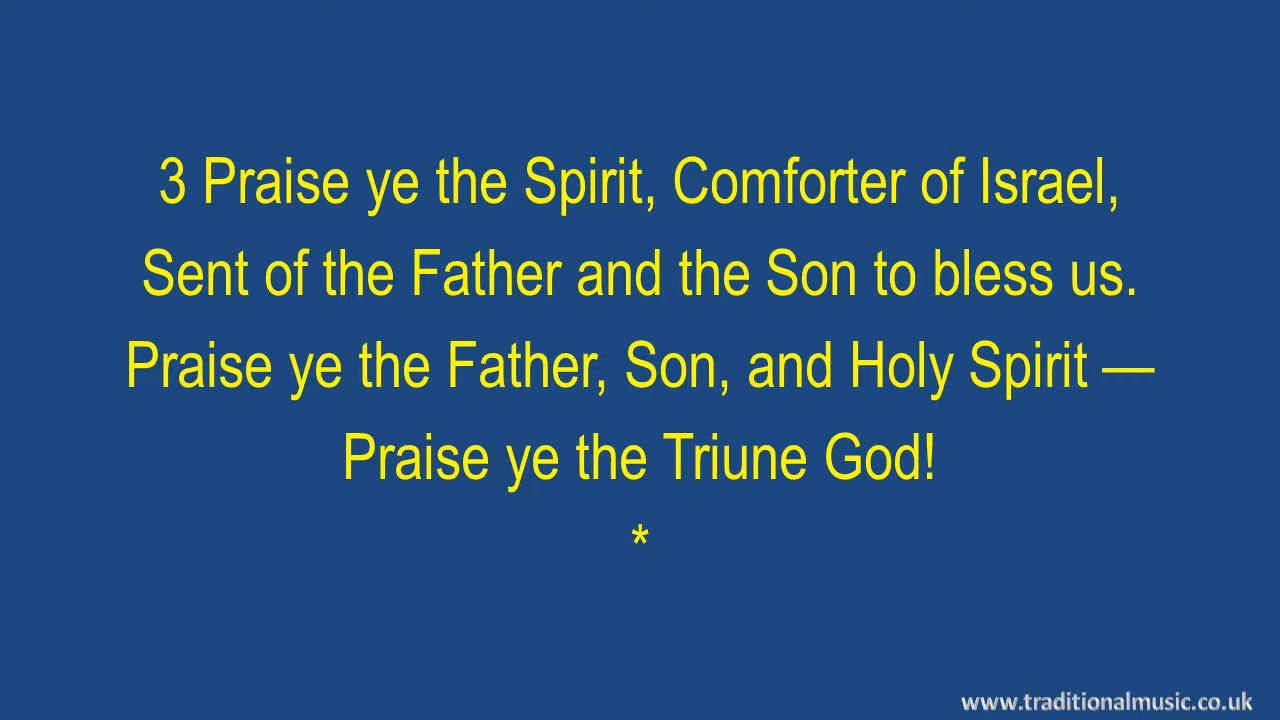 3 Praise ye the Spirit, Comforter of Israel,
Sent of the Father and the Son to bless us.
Praise ye the Father, Son, and Holy Spirit —
Praise ye the Triune God!
*
www.traditionalmusic.co.uk